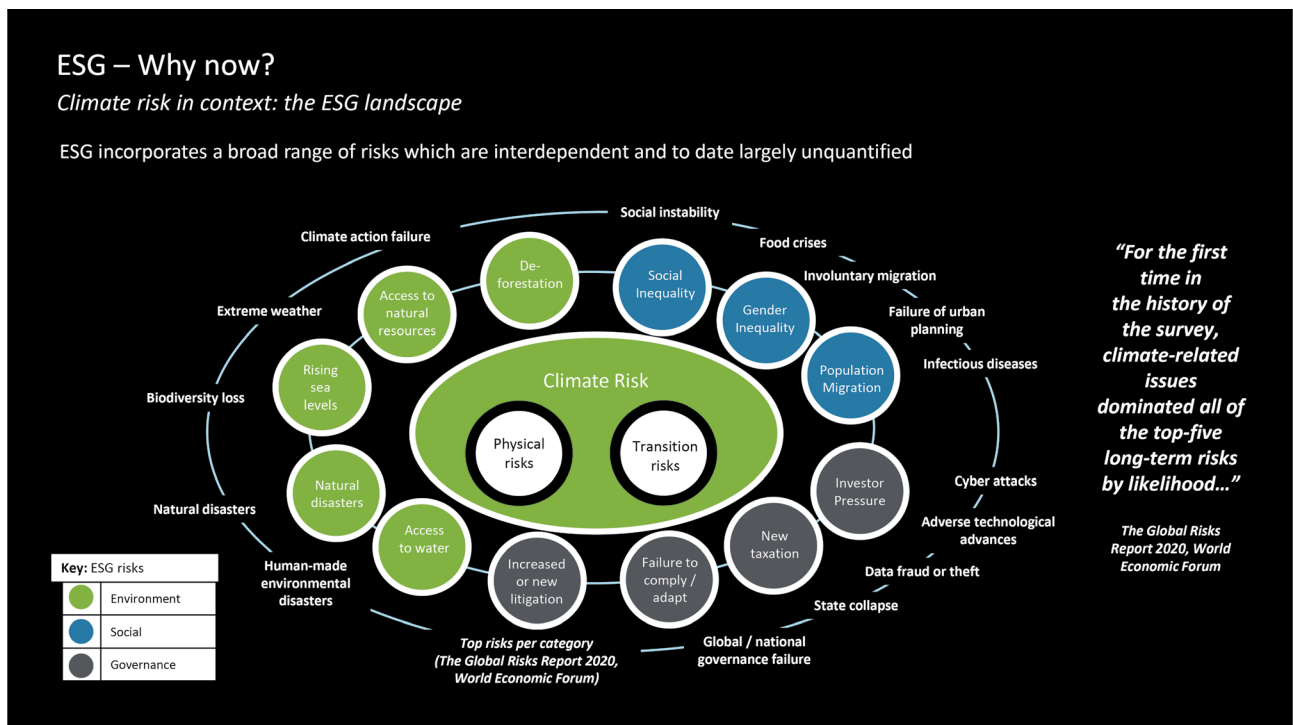 ESG – Why now?
Climate risk in context: the ESG landscape
ESG incorporates a broad range of risks which are interdependent and to date largely unquantified
Social instability
Climate action failure
Food crises
Involuntary migration
Extreme weather
Failure of urban
planning
Infectious diseases
Biodiversity loss
Natural disasters
Cyber attacks
Adverse technological
advances
Human-made
environmental
disasters
Data fraud or theft
State collapse
Global / national
governance failure
Top risks per category
(The Global Risks Report 2020,
World Economic Forum)
De-
forestation
Social
Inequality
Access to
natural
resources
Gender
Inequality
Rising
sea
levels
Population
Migration
Natural
disasters
Investor
Pressure
Access
to water
New
taxation
Increased
or new
litigation
Failure to
comply /
adapt
Climate Risk
Physical
risks
Transition
risks
“For the first
time in
the history of
the survey,
climate-related
issues
dominated all of
the top-five
long-term risks
by likelihood…”
The Global Risks
Report 2020, World
Economic Forum
Key: ESG risks
Environment
Social
Governance